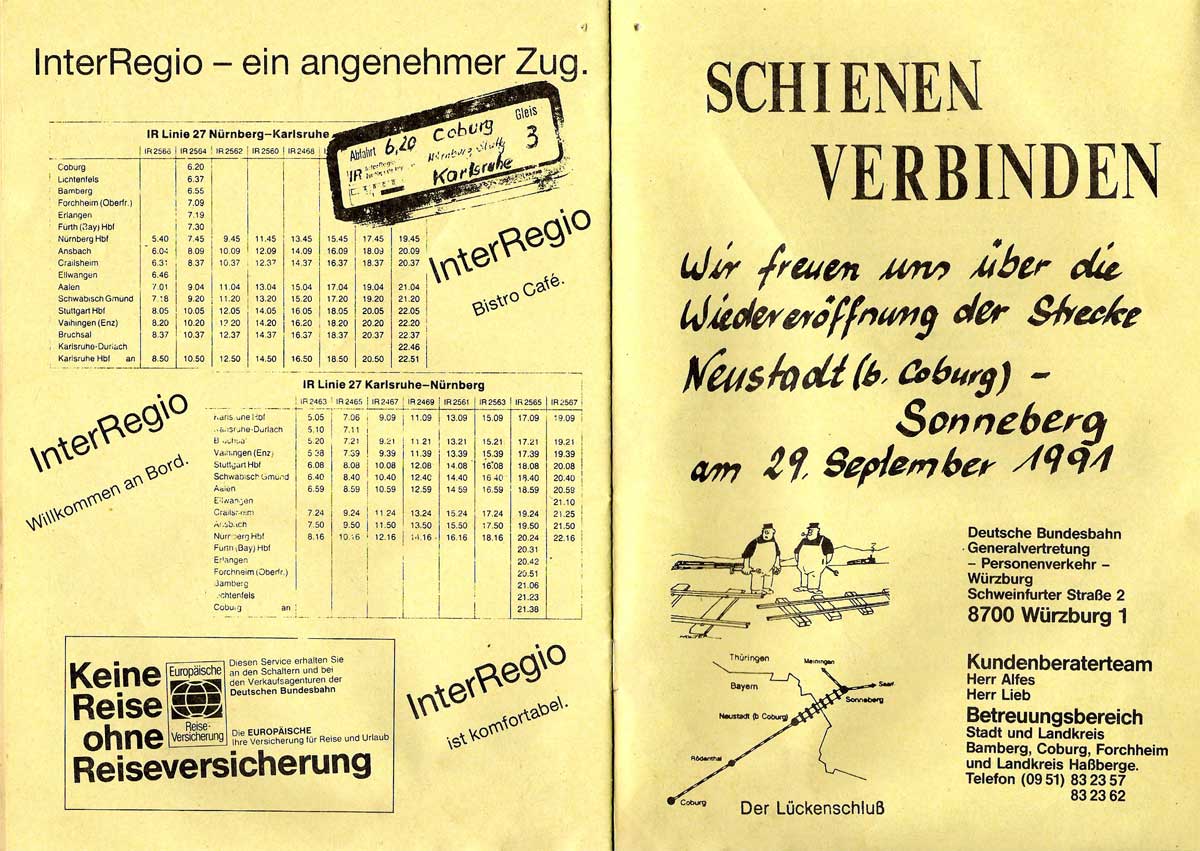 InterRegio – ein angenehmer Zug.
Abfahrt 6,20 Coburg Gleis 3
Karlsruhe
IR Linie 27 Nürnberg–Karlsruhe
IR 2566 IR 2564 IR 2562 IR 2560 IR 2468
Coburg 6.20
Lichtenfels 6.37
Bamberg 6.55
Forchheim (Oberfr.) 7.09
Erlangen 7.19
Fürth (Bay) Hbf 7.30
Nürnberg Hbf 5.40 7.45 9.45 11.45 13.45 15.45 17.45 19.45
Ansbach 6.04 8.09 10.09 12.09 14.09 16.09 18.09 20.09
Crailsheim 6.31 8.37 10.37 12.37 14.37 16.37 18.37 20.37
Ellwangen 6.46
Aalen 7.01 9.04 11.04 13.04 15.04 17.04 19.04 21.04
Schwäbisch Gmünd 7.18 9.20 11.20 13.20 15.20 17.20 19.20 21.20
Stuttgart Hbf 8.05 10.05 12.05 14.05 16.05 18.05 20.05 22.05
Vaihingen (Enz) 8.20 10.20 12.20 14.20 16.20 18.20 20.20 22.20
Bruchsal 8.37 10.37 12.37 14.37 16.37 18.37 20.37 22.37
Karlsruhe-Durlach 22.46
Karlsruhe Hbf an 8.50 10.50 12.50 14.50 16.50 18.50 20.50 22.51
InterRegio
Bistro Café.
InterRegio
Willkommen an Bord.
IR Linie 27 Karlsruhe–Nürnberg
IR 2463 IR 2465 IR 2467 IR 2469 IR 2561 IR 2563 IR 2565 IR 2567
Karlsruhe Hbf 5.05 7.06 9.09 11.09 13.09 15.09 17.09 19.09
Karlsruhe-Durlach 5.10 7.11
Bruchsal 5.20 7.21 9.21 11.21 13.21 15.21 17.21 19.21
Vaihingen (Enz) 5.38 7.39 9.39 11.39 13.39 15.39 17.39 19.39
Stuttgart Hbf 6.08 8.08 10.08 12.08 14.08 16.08 18.08 20.08
Schwäbisch Gmünd 6.40 8.40 10.40 12.40 14.40 16.40 18.40 20.40
Aalen 6.59 8.59 10.59 12.59 14.59 16.59 18.59 20.59
Ellwangen 21.10
Crailsheim 7.24 9.24 11.24 13.24 15.24 17.24 19.24 21.25
Ansbach 7.50 9.50 11.50 13.50 15.50 17.50 19.50 21.50
Nürnberg Hbf 8.16 10.16 12.16 14.16 16.16 18.16 20.24 22.16
Fürth (Bay) Hbf 20.31
Erlangen 20.42
Forchheim (Oberfr.) 20.51
Bamberg 21.06
Lichtenfels 21.23
Coburg an 21.38
Keine
Reise
ohne
Reiseversicherung
Europäische
Reise-
Versicherung
Diesen Service erhalten Sie
an den Schaltern und bei
den Verkaufsagenturen der
Deutschen Bundesbahn
Die EUROPÄISCHE
Ihre Versicherung für Reise und Urlaub
InterRegio
ist komfortabel.
SCHIENEN
VERBINDEN
Wir freuen uns über die
Wiedereröffnung der Strecke
Neustadt (b. Coburg) –
Sonneberg
am 29. September 1991
Deutsche Bundesbahn
Generalvertretung
– Personenverkehr –
Würzburg
Schweinfurter Straße 2
8700 Würzburg 1
Kundenberaterteam
Herr Alfes
Herr Lieb
Betreuungsbereich
Stadt und Landkreis
Bamberg, Coburg, Forchheim
und Landkreis Haßberge.
Telefon (09 51) 83 23 57
83 23 62
Thüringen
Meiningen
Bayern
Saalf
Sonneberg
Neustadt (b Coburg)
Rödenthal
Coburg
Der Lückenschluß